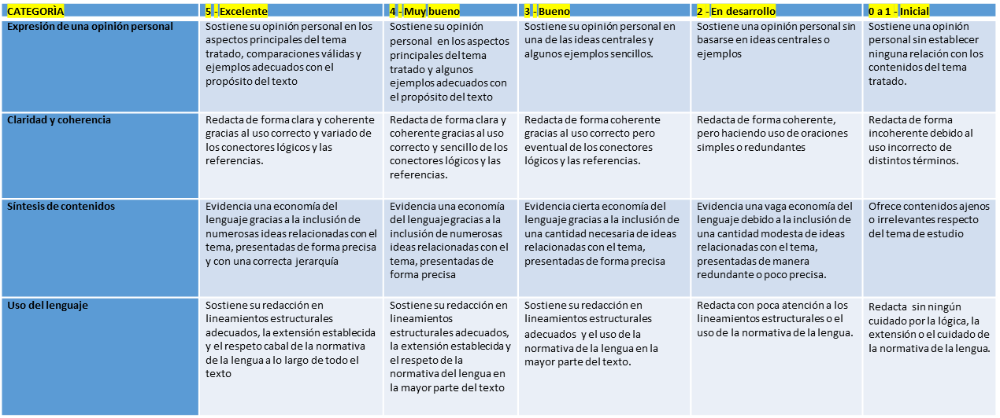 CATEGORÌA
5 - Excelente
4 - Muy bueno
3 - Bueno
2 - En desarrollo
0 a 1 - Inicial
Expresión de una opinión personal
Sostiene su opinión personal en los
aspectos principales del tema
tratado, comparaciones válidas y
ejemplos adecuados con el
propósito del texto
Sostiene su opinión
personal en los aspectos
principales del tema
tratado y algunos
ejemplos adecuados con
el propósito del texto
Sostiene su opinión personal en
una de las ideas centrales y
algunos ejemplos sencillos.
Sostiene una opinión personal sin
basarse en ideas centrales o
ejemplos
Sostiene una opinión
personal sin establecer
ninguna relación con los
contenidos del tema
tratado.
Claridad y coherencia
Redacta de forma clara y coherente
gracias al uso correcto y variado de
los conectores lógicos y las
referencias.
Redacta de forma clara y
coherente gracias al uso
correcto y sencillo de los
conectores lógicos y las
referencias.
Redacta de forma coherente
gracias al uso correcto pero
eventual de los conectores
lógicos y las referencias.
Redacta de forma coherente,
pero haciendo uso de oraciones
simples o redundantes
Redacta de forma
incoherente debido al
uso incorrecto de
distintos términos.
Síntesis de contenidos
Evidencia una economía del
lenguaje gracias a la inclusión de
numerosas ideas relacionadas con el
tema, presentadas de forma precisa
y con una correcta jerarquía
Evidencia una economía
del lenguaje gracias a la
inclusión de numerosas
ideas relacionadas con el
tema, presentadas de
forma precisa
Evidencia cierta economía del
lenguaje gracias a la inclusión de
una cantidad necesaria de ideas
relacionadas con el tema,
presentadas de forma precisa
Evidencia una vaga economía del
lenguaje debido a la inclusión de
una cantidad modesta de ideas
relacionadas con el tema,
presentadas de manera
redundante o poco precisa.
Ofrece contenidos ajenos
o irrelevantes respecto
del tema de estudio
Uso del lenguaje
Sostiene su redacción en
lineamientos estructurales
adecuados, la extensión establecida
y el respeto cabal de la normativa
de la lengua a lo largo de todo el
texto
Sostiene su redacción en
lineamientos
estructurales adecuados,
la extensión establecida y
el respeto de la
normativa del lengua en
la mayor parte del texto
Sostiene su redacción en
lineamientos estructurales
adecuados y el uso de la
normativa de la lengua en la
mayor parte del texto.
Redacta con poca atención a los
lineamientos estructurales o el
uso de la normativa de la lengua.
Redacta sin ningún
cuidado por la lógica, la
extensión o el cuidado de
la normativa de la lengua.